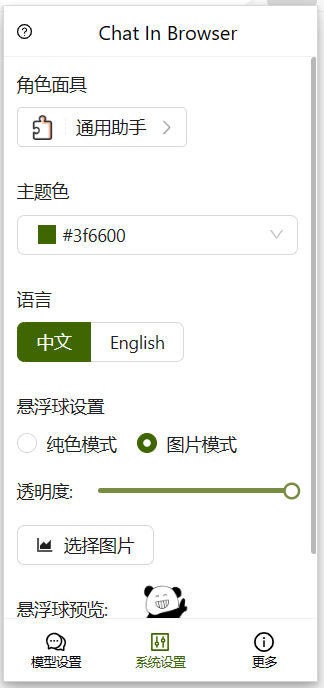 Chat In Browser
角色面具
通用助手
主题色
#3f6600
语言
中文 English
悬浮球设置
纯色模式 图片模式
透明度:
选择图片
悬浮球预览:
模型设置 系统设置 更多